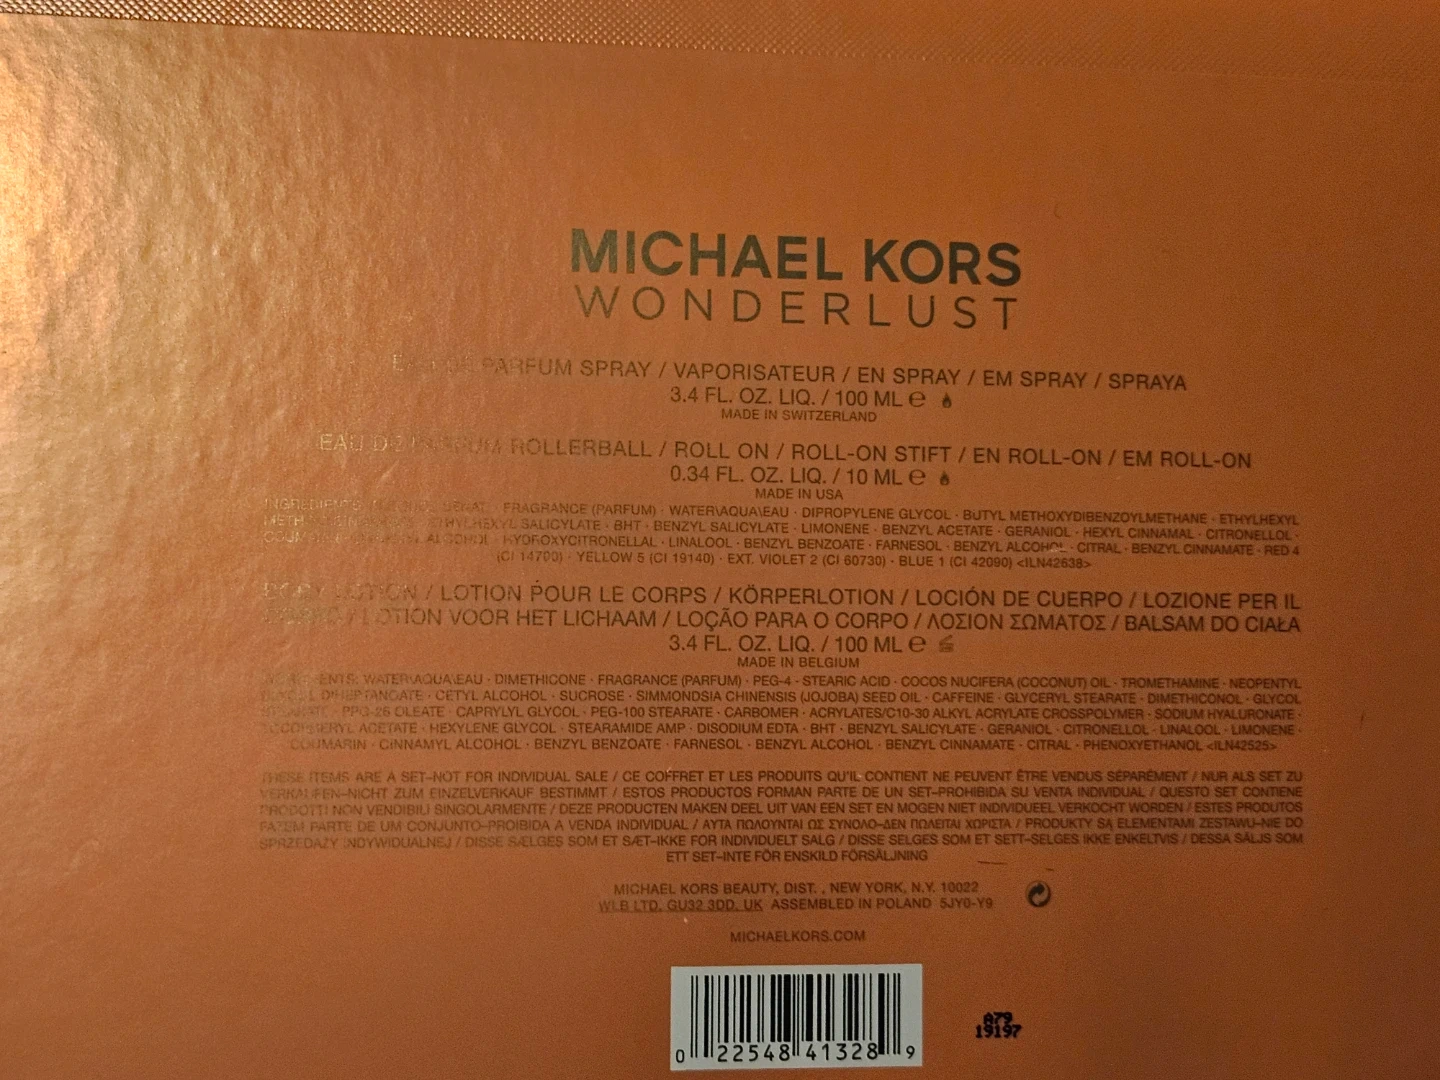 MICHAEL KORS
WONDERLUST
EAU DE PARFUM SPRAY / VAPORISATEUR / EN SPRAY / EM SPRAY / SPRAYA
3.4 FL. OZ. LIQ. / 100 ML ℮
MADE IN SWITZERLAND
EAU DE PARFUM ROLLERBALL / ROLL ON / ROLL-ON STIFT / EN ROLL-ON / EM ROLL-ON
0.34 FL. OZ. LIQ. / 10 ML ℮
MADE IN USA
INGREDIENTS: DENAT. · FRAGRANCE (PARFUM) · WATER\AQUA\EAU · DIPROPYLENE GLYCOL · BUTYL METHOXYDIBENZOYLMETHANE · ETHYLHEXYL
ETHYLHEXYL SALICYLATE · BHT · BENZYL SALICYLATE · LIMONENE · BENZYL ACETATE · GERANIOL · HEXYL CINNAMAL · CITRONELLOL ·
ALCOHOL · HYDROXYCITRONELLAL · LINALOOL · BENZYL BENZOATE · FARNESOL · BENZYL ALCOHOL · CITRAL · BENZYL CINNAMATE · RED 4
(CI 14700) · YELLOW 5 (CI 19140) · EXT. VIOLET 2 (CI 60730) · BLUE 1 (CI 42090) <ILN42638>
BODY LOTION / LOTION POUR LE CORPS / KÖRPERLOTION / LOCIÓN DE CUERPO / LOZIONE PER IL
CORPO / LOTION VOOR HET LICHAAM / LOÇÃO PARA O CORPO / ΛΟΣΙΟΝ ΣΩΜΑΤΟΣ / BALSAM DO CIAŁA
3.4 FL. OZ. LIQ. / 100 ML ℮
MADE IN BELGIUM
INGREDIENTS: WATER\AQUA\EAU · DIMETHICONE · FRAGRANCE (PARFUM) · PEG-4 · STEARIC ACID · COCOS NUCIFERA (COCONUT) OIL · TROMETHAMINE · NEOPENTYL
GLYCOL DIHEPTANOATE · CETYL ALCOHOL · SUCROSE · SIMMONDSIA CHINENSIS (JOJOBA) SEED OIL · CAFFEINE · GLYCERYL STEARATE · DIMETHICONOL · GLYCOL
STEARATE · PPG-26 OLEATE · CAPRYLYL GLYCOL · PEG-100 STEARATE · CARBOMER · ACRYLATES/C10-30 ALKYL ACRYLATE CROSSPOLYMER · SODIUM HYALURONATE ·
TOCOPHERYL ACETATE · HEXYLENE GLYCOL · STEARAMIDE AMP · DISODIUM EDTA · BHT · BENZYL SALICYLATE · GERANIOL · CITRONELLOL · LINALOOL · LIMONENE ·
COUMARIN · CINNAMYL ALCOHOL · BENZYL BENZOATE · FARNESOL · BENZYL ALCOHOL · BENZYL CINNAMATE · CITRAL · PHENOXYETHANOL <ILN42525>
THESE ITEMS ARE A SET–NOT FOR INDIVIDUAL SALE / CE COFFRET ET LES PRODUITS QU'IL CONTIENT NE PEUVENT ÊTRE VENDUS SÉPARÉMENT / NUR ALS SET ZU
VERKAUFEN–NICHT ZUM EINZELVERKAUF BESTIMMT / ESTOS PRODUCTOS FORMAN PARTE DE UN SET–PROHIBIDA SU VENTA INDIVIDUAL / QUESTO SET CONTIENE
PRODOTTI NON VENDIBILI SINGOLARMENTE / DEZE PRODUCTEN MAKEN DEEL UIT VAN EEN SET EN MOGEN NIET INDIVIDUEEL VERKOCHT WORDEN / ESTES PRODUTOS
FAZEM PARTE DE UM CONJUNTO–PROIBIDA A VENDA INDIVIDUAL / ΑΥΤΑ ΠΩΛΟΥΝΤΑΙ ΩΣ ΣΥΝΟΛΟ–ΔΕΝ ΠΩΛΕΙΤΑΙ ΧΩΡΙΣΤΑ / PRODUKTY SĄ ELEMENTAMI ZESTAWU–NIE DO
SPRZEDAŻY INDYWIDUALNEJ / DISSE SÆLGES SOM ET SÆT–IKKE FOR INDIVIDUELT SALG / DISSE SELGES SOM ET SETT–SELGES IKKE ENKELTVIS / DESSA SÄLJS SOM
ETT SET–INTE FÖR ENSKILD FÖRSÄLJNING
MICHAEL KORS BEAUTY, DIST. , NEW YORK, N.Y. 10022
WLB LTD. GU32 3DD. UK ASSEMBLED IN POLAND 5JY0-Y9
MICHAELKORS.COM
0 22548 41328 9
A79
19197